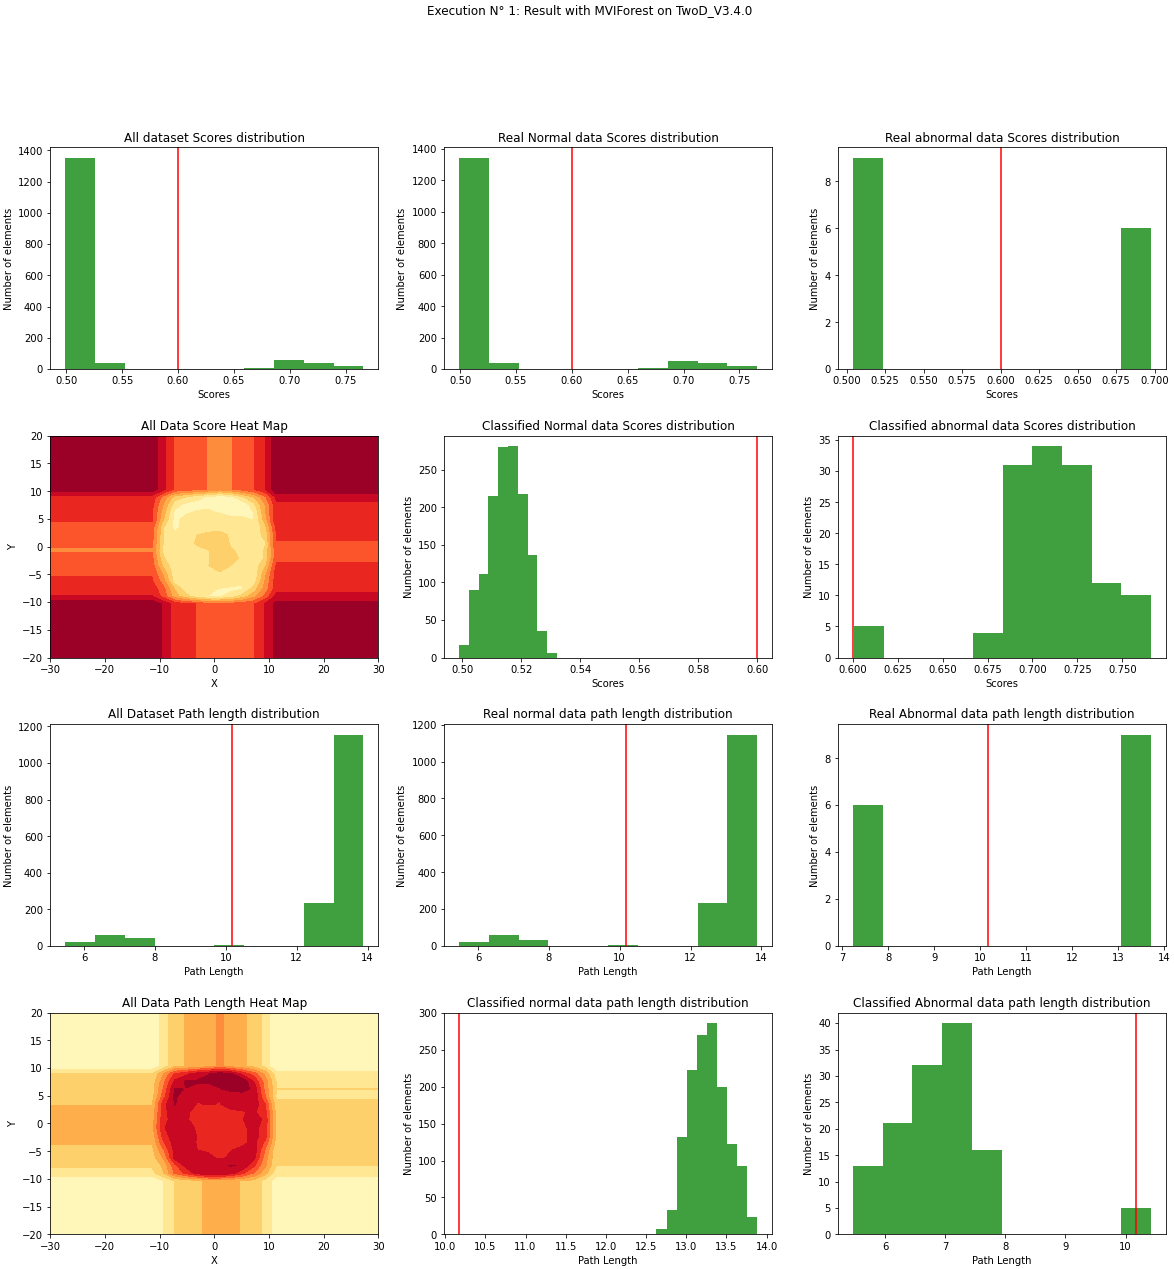 Execution N° 1: Result with MVIForest on TwoD_V3.4.0
All dataset Scores distribution
Number of elements
1400
1200
1000
800
600
400
200
0
0.50 0.55 0.60 0.65 0.70 0.75
Scores
Real Normal data Scores distribution
Number of elements
1400
1200
1000
800
600
400
200
0
0.50 0.55 0.60 0.65 0.70 0.75
Scores
Real abnormal data Scores distribution
Number of elements
8
6
4
2
0
0.500 0.525 0.550 0.575 0.600 0.625 0.650 0.675 0.700
Scores
All Data Score Heat Map
Y
20
15
10
5
0
−5
−10
−15
−20
−30 −20 −10 0 10 20 30
X
Classified Normal data Scores distribution
Number of elements
250
200
150
100
50
0
0.50 0.52 0.54 0.56 0.58 0.60
Scores
Classified abnormal data Scores distribution
Number of elements
35
30
25
20
15
10
5
0
0.600 0.625 0.650 0.675 0.700 0.725 0.750
Scores
All Dataset Path length distribution
Number of elements
1200
1000
800
600
400
200
0
6 8 10 12 14
Path Length
Real normal data path length distribution
Number of elements
1200
1000
800
600
400
200
0
6 8 10 12 14
Path Length
Real Abnormal data path length distribution
Number of elements
8
6
4
2
0
7 8 9 10 11 12 13 14
Path Length
All Data Path Length Heat Map
Y
20
15
10
5
0
−5
−10
−15
−20
−30 −20 −10 0 10 20 30
X
Classified normal data path length distribution
Number of elements
300
250
200
150
100
50
0
10.0 10.5 11.0 11.5 12.0 12.5 13.0 13.5 14.0
Path Length
Classified Abnormal data path length distribution
Number of elements
40
35
30
25
20
15
10
5
0
6 7 8 9 10
Path Length